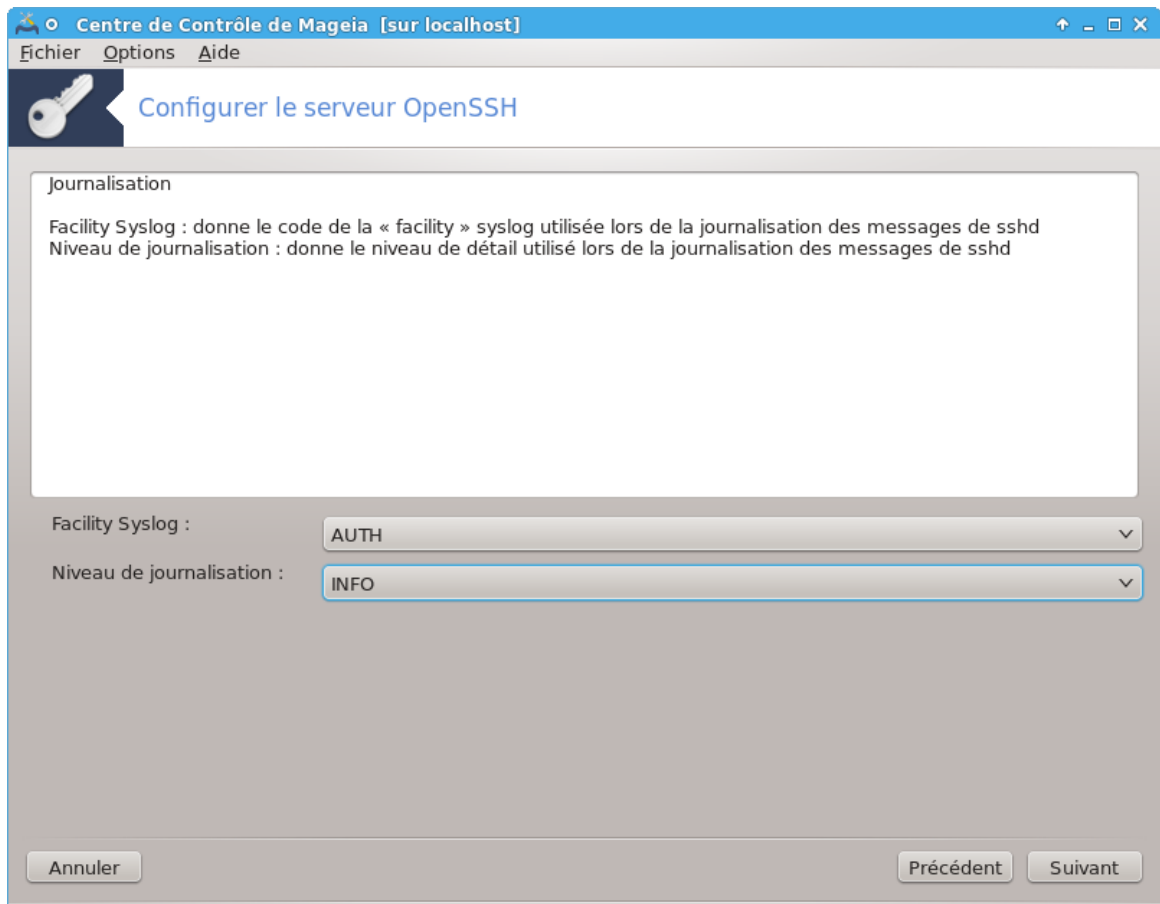 Centre de Contrôle de Mageia [sur localhost]
Fichier Options Aide
Configurer le serveur OpenSSH
Journalisation
Facility Syslog : donne le code de la « facility » syslog utilisée lors de la journalisation des messages de sshd
Niveau de journalisation : donne le niveau de détail utilisé lors de la journalisation des messages de sshd
Facility Syslog :
AUTH
Niveau de journalisation :
INFO
Annuler Précédent Suivant